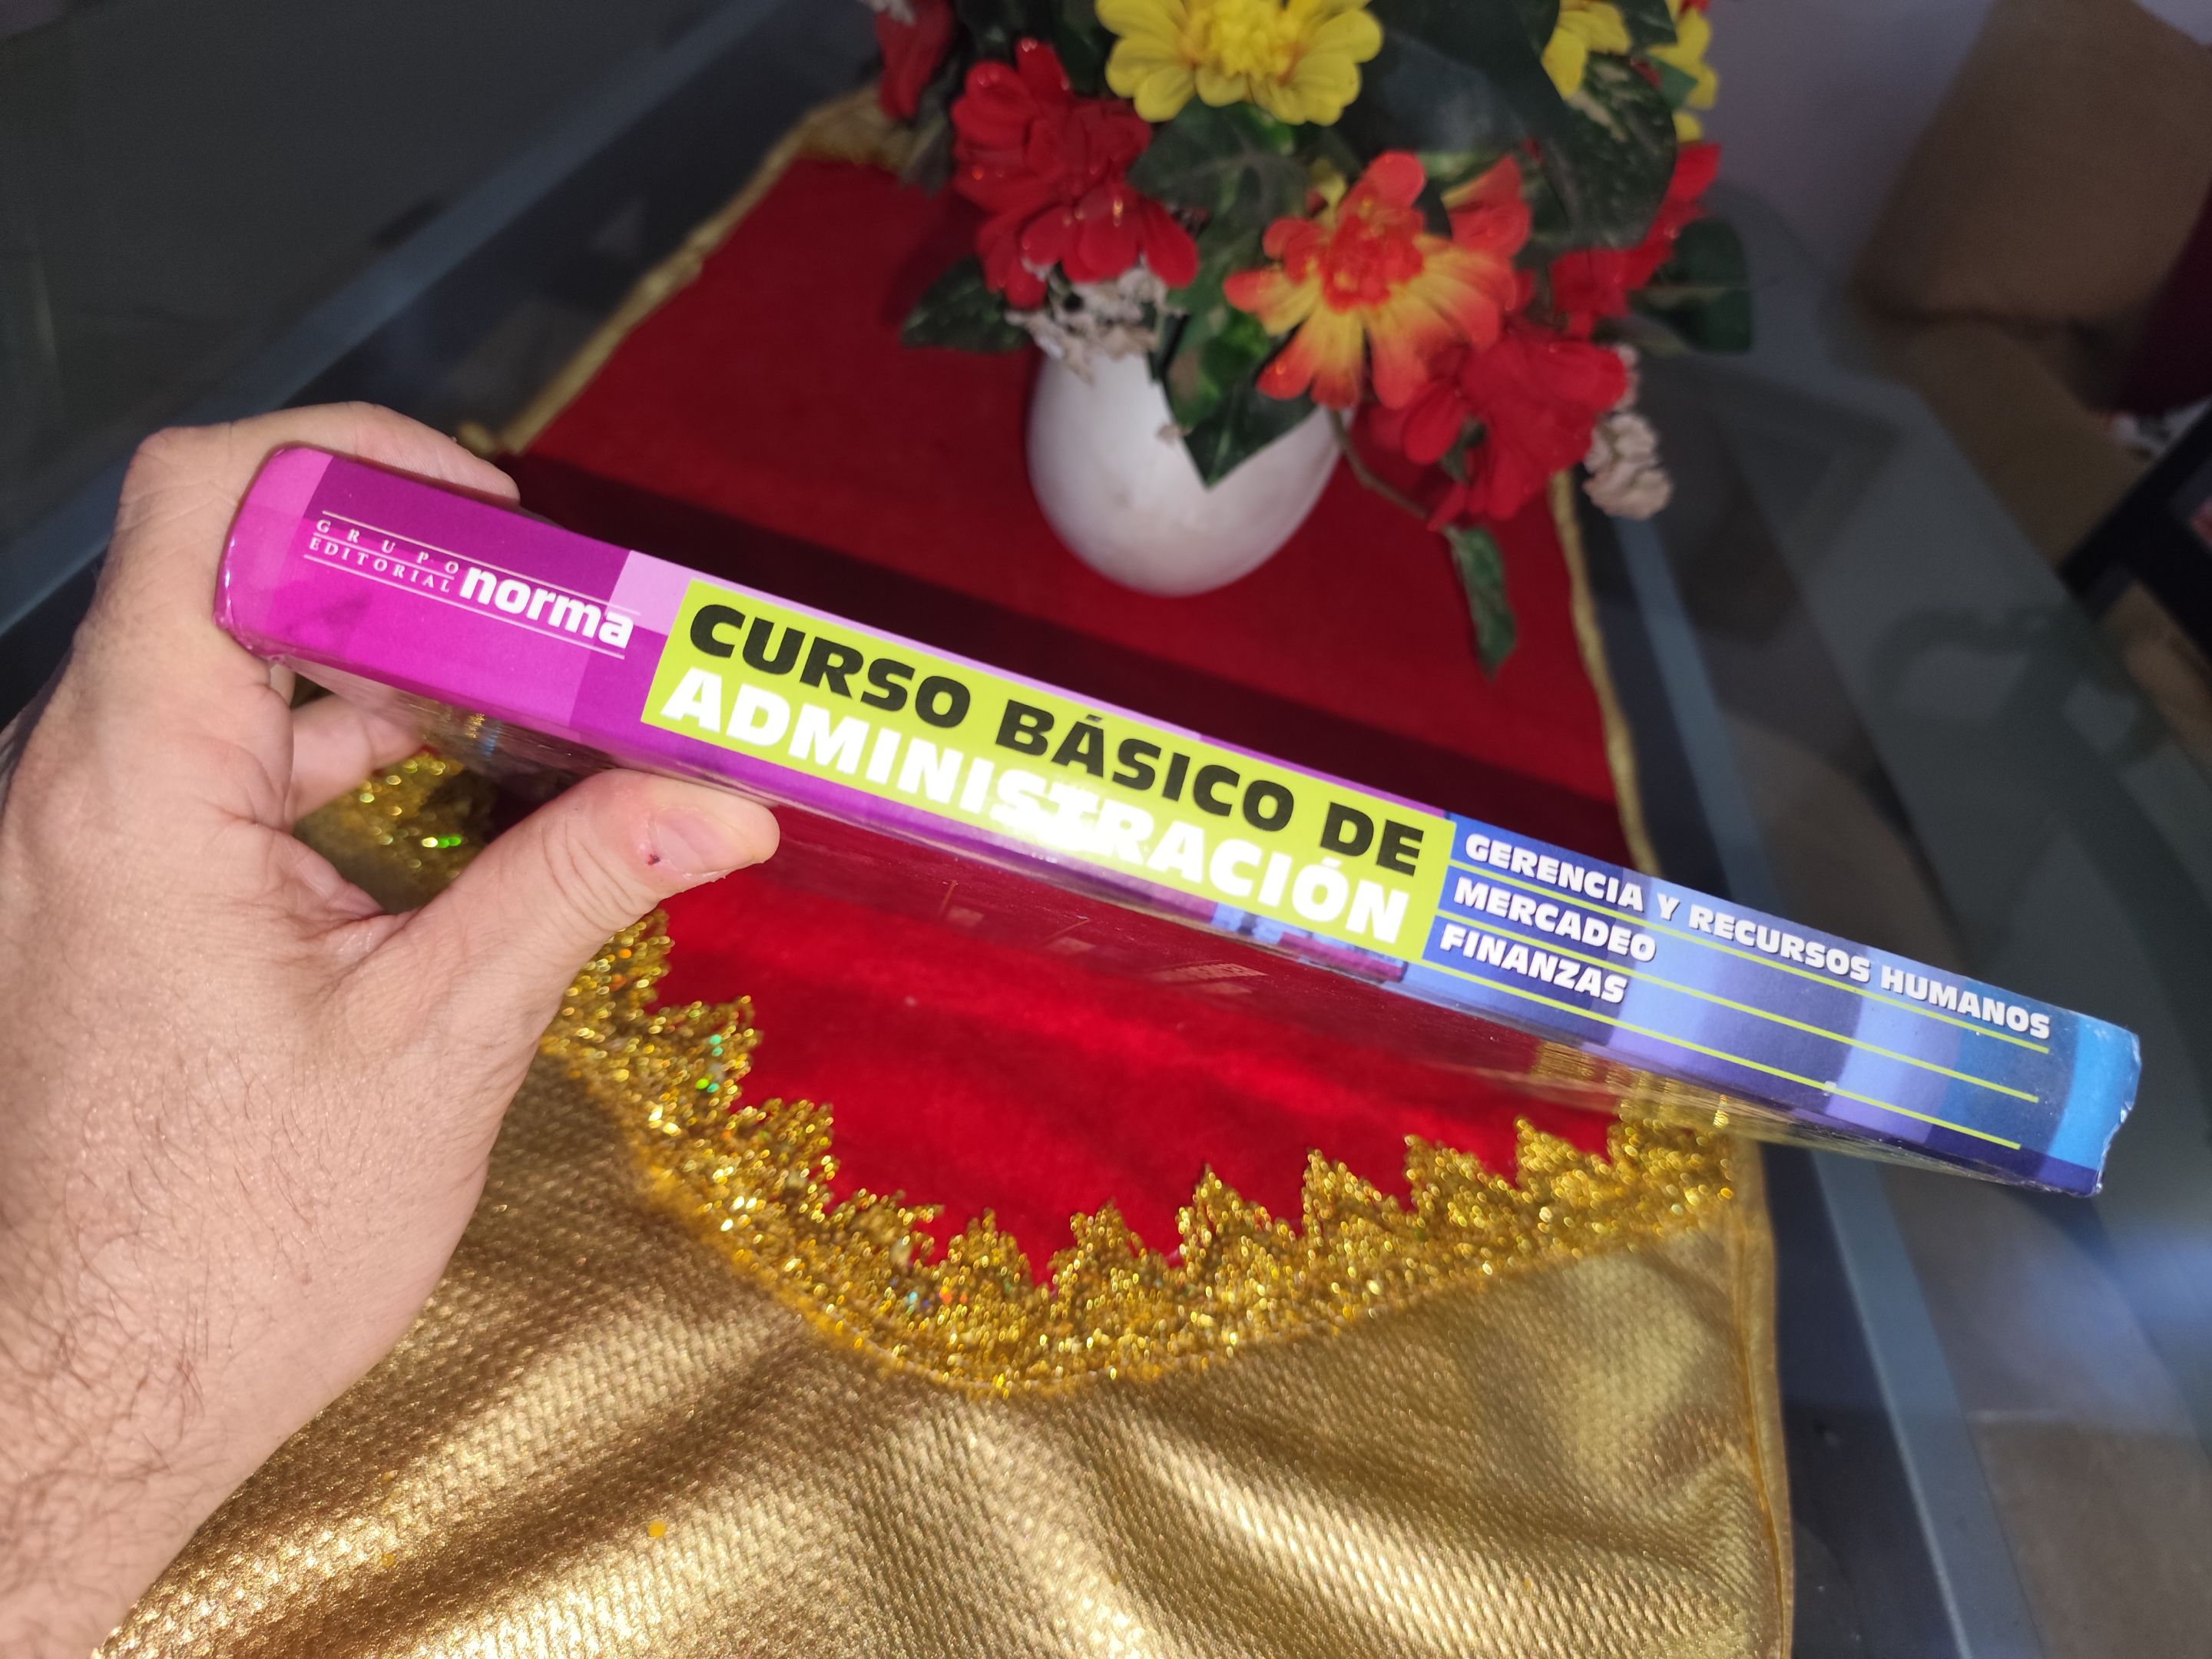 GRUPO
EDITORIAL norma
CURSO BÁSICO DE
ADMINISTRACIÓN
GERENCIA Y RECURSOS HUMANOS
MERCADEO
FINANZAS